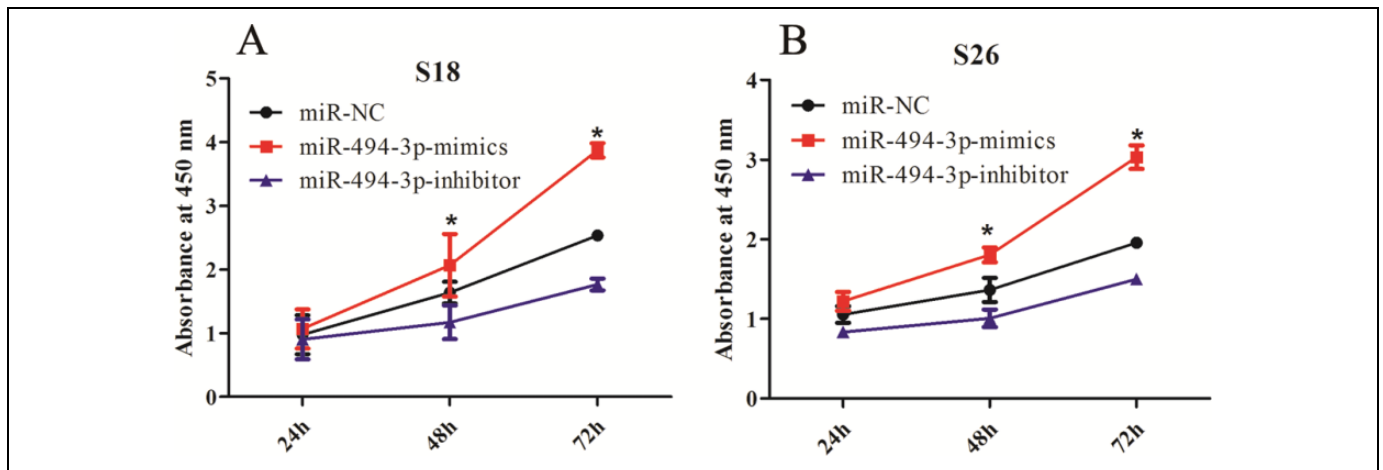 A
S18
miR-NC
miR-494-3p-mimics
miR-494-3p-inhibitor
Absorbance at 450 nm
5
4
3
2
1
0
*
*
24h
48h
72h
B
S26
miR-NC
miR-494-3p-mimics
miR-494-3p-inhibitor
Absorbance at 450 nm
4
3
2
1
0
*
*
24h
48h
72h